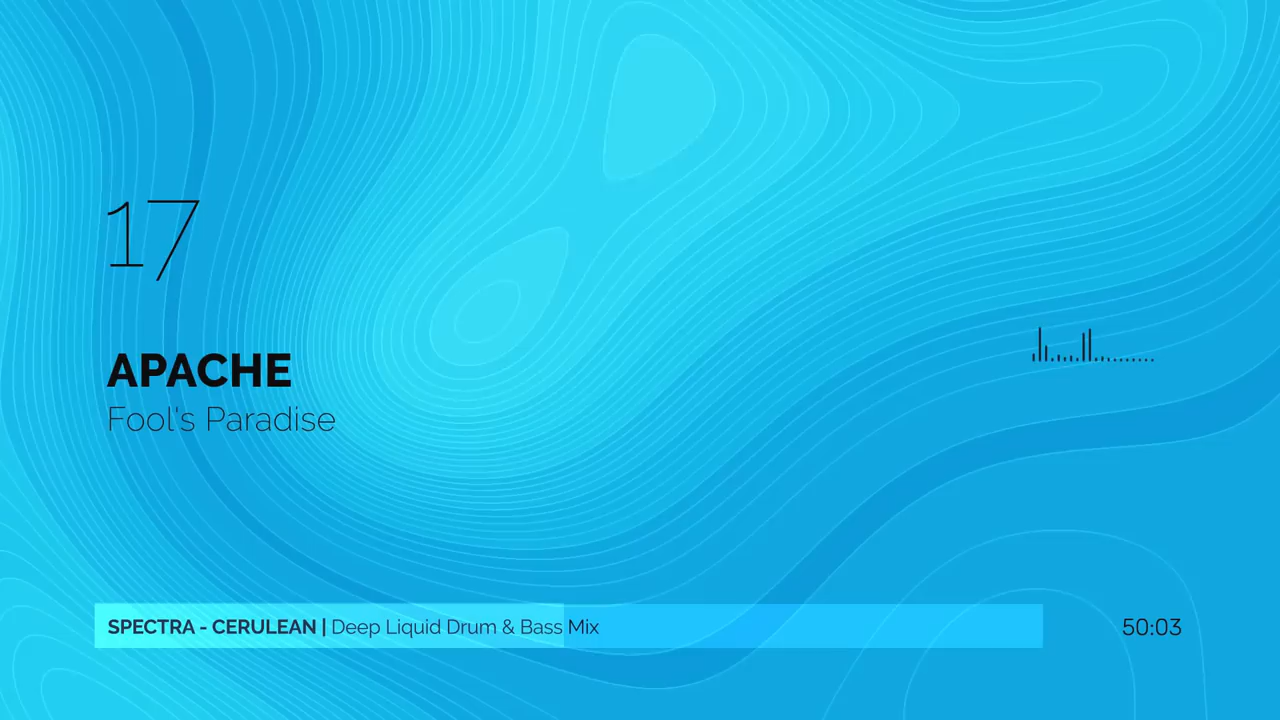 17
APACHE
Fool's Paradise
SPECTRA - CERULEAN | Deep Liquid Drum & Bass Mix
50:03